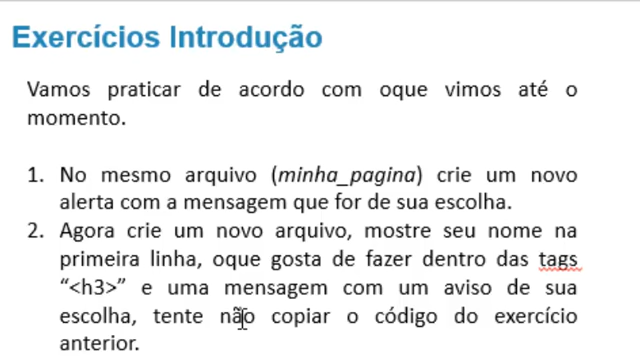 Exercícios Introdução
Vamos praticar de acordo com oque vimos até o
momento.
1. No mesmo arquivo (minha_pagina) crie um novo
alerta com a mensagem que for de sua escolha.
2. Agora crie um novo arquivo, mostre seu nome na
primeira linha, oque gosta de fazer dentro das tags
“<h3>” e uma mensagem com um aviso de sua
escolha, tente não copiar o código do exercício
anterior.